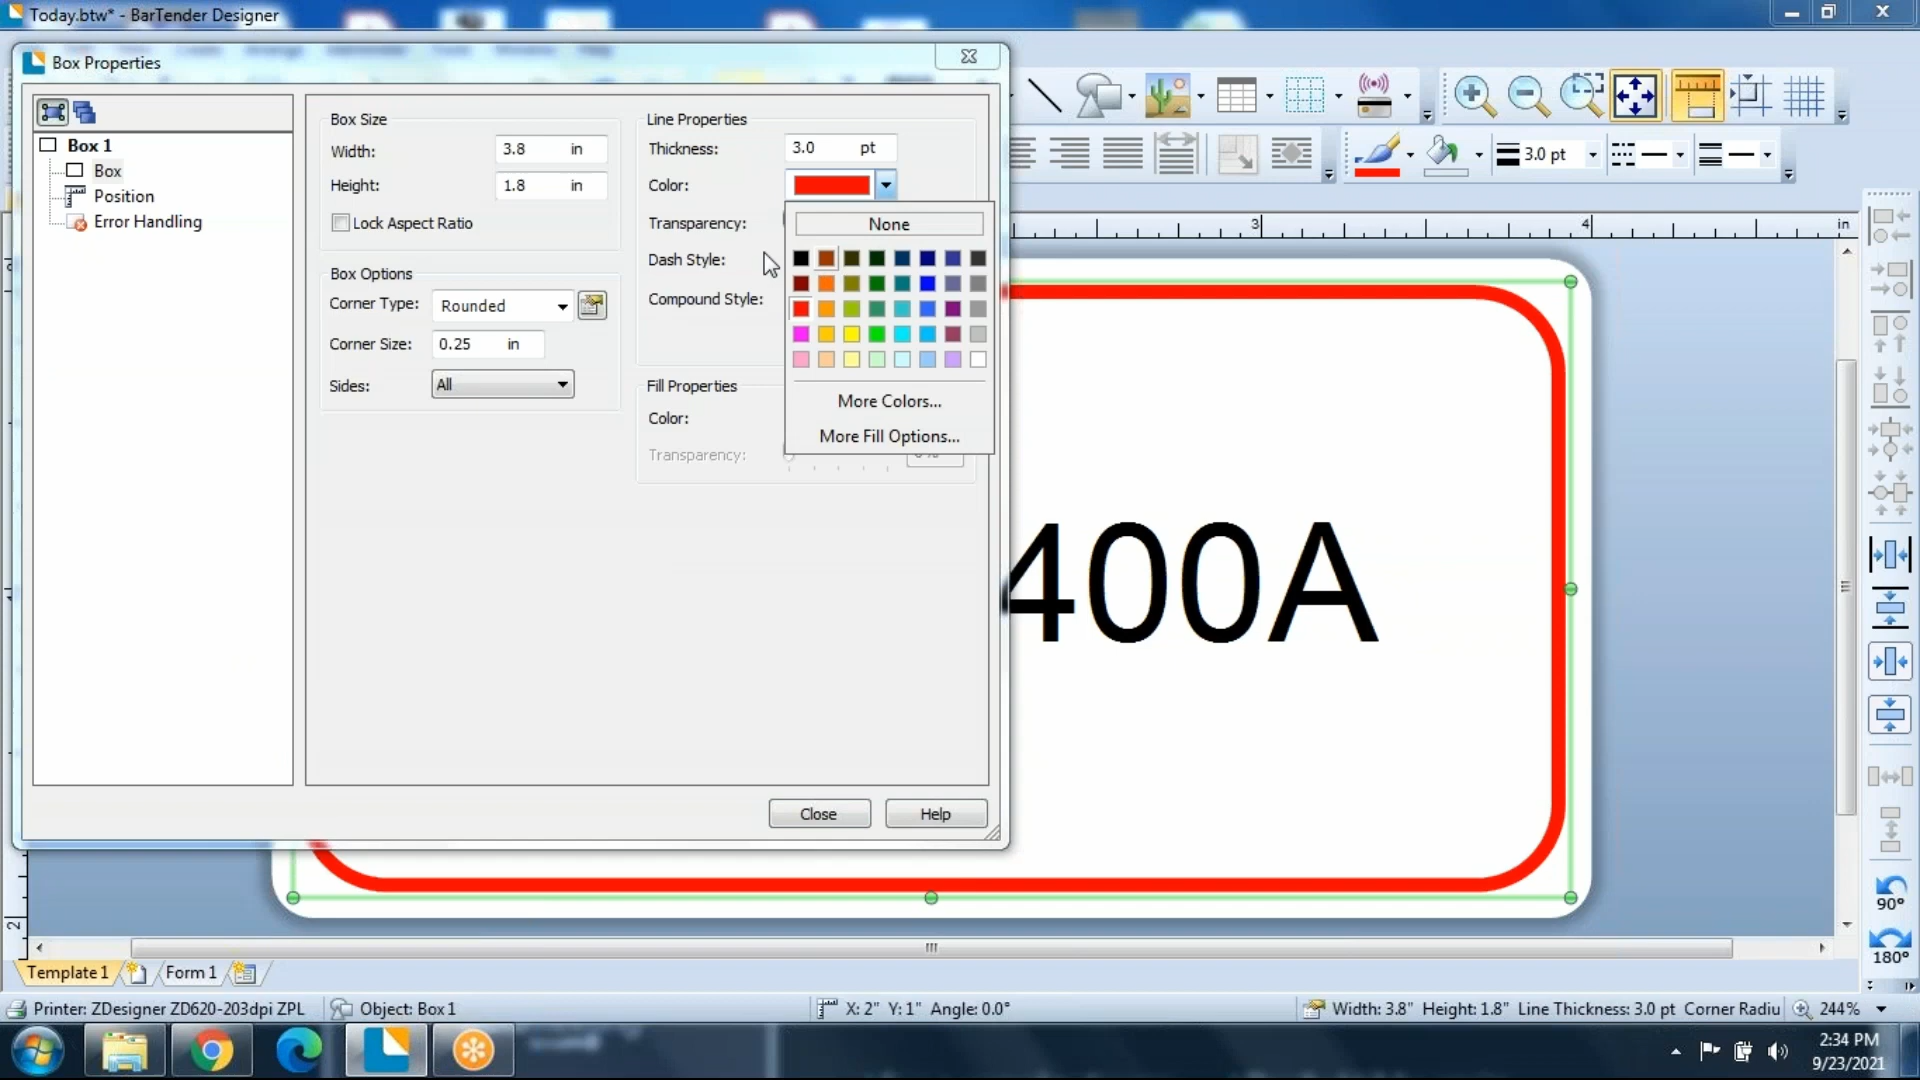 Today.btw* - BarTender Designer
Box Properties
Box 1
Box
Position
Error Handling
Box Size
Width:
3.8 in
Height:
1.8 in
Lock Aspect Ratio
Box Options
Corner Type:
Rounded
Corner Size:
0.25 in
Sides:
All
Line Properties
Thickness:
3.0 pt
Color:
Transparency:
Dash Style:
Compound Style:
None
More Colors...
More Fill Options...
Fill Properties
Color:
Transparency:
Close
Help
3.0 pt
3
4
in
400A
90°
180°
2
Template 1
Form 1
Printer: ZDesigner ZD620-203dpi ZPL
Object: Box 1
X: 2" Y: 1" Angle: 0.0°
Width: 3.8" Height: 1.8" Line Thickness: 3.0 pt Corner Radiu
244%
2:34 PM
9/23/2021